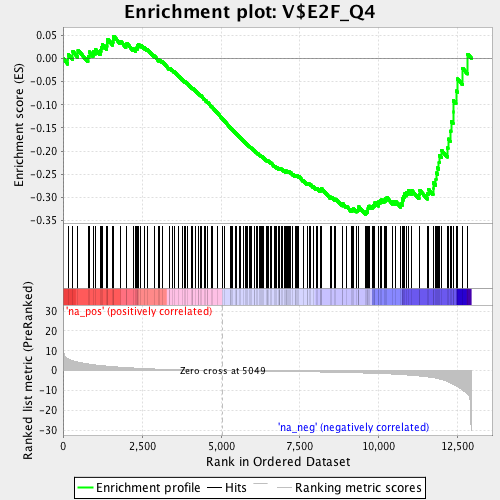 Enrichment plot: V$E2F_Q4
Enrichment score (ES)
0.05
0.00
-0.05
-0.10
-0.15
-0.20
-0.25
-0.30
-0.35
'na_pos' (positively correlated)
Ranked list metric (PreRanked)
30
20
10
0
-10
-20
-30
Zero cross at 5049
'na_neg' (negatively correlated)
0 2,500 5,000 7,500 10,000 12,500
Rank in Ordered Dataset
Enrichment profile Hits Ranking metric scores